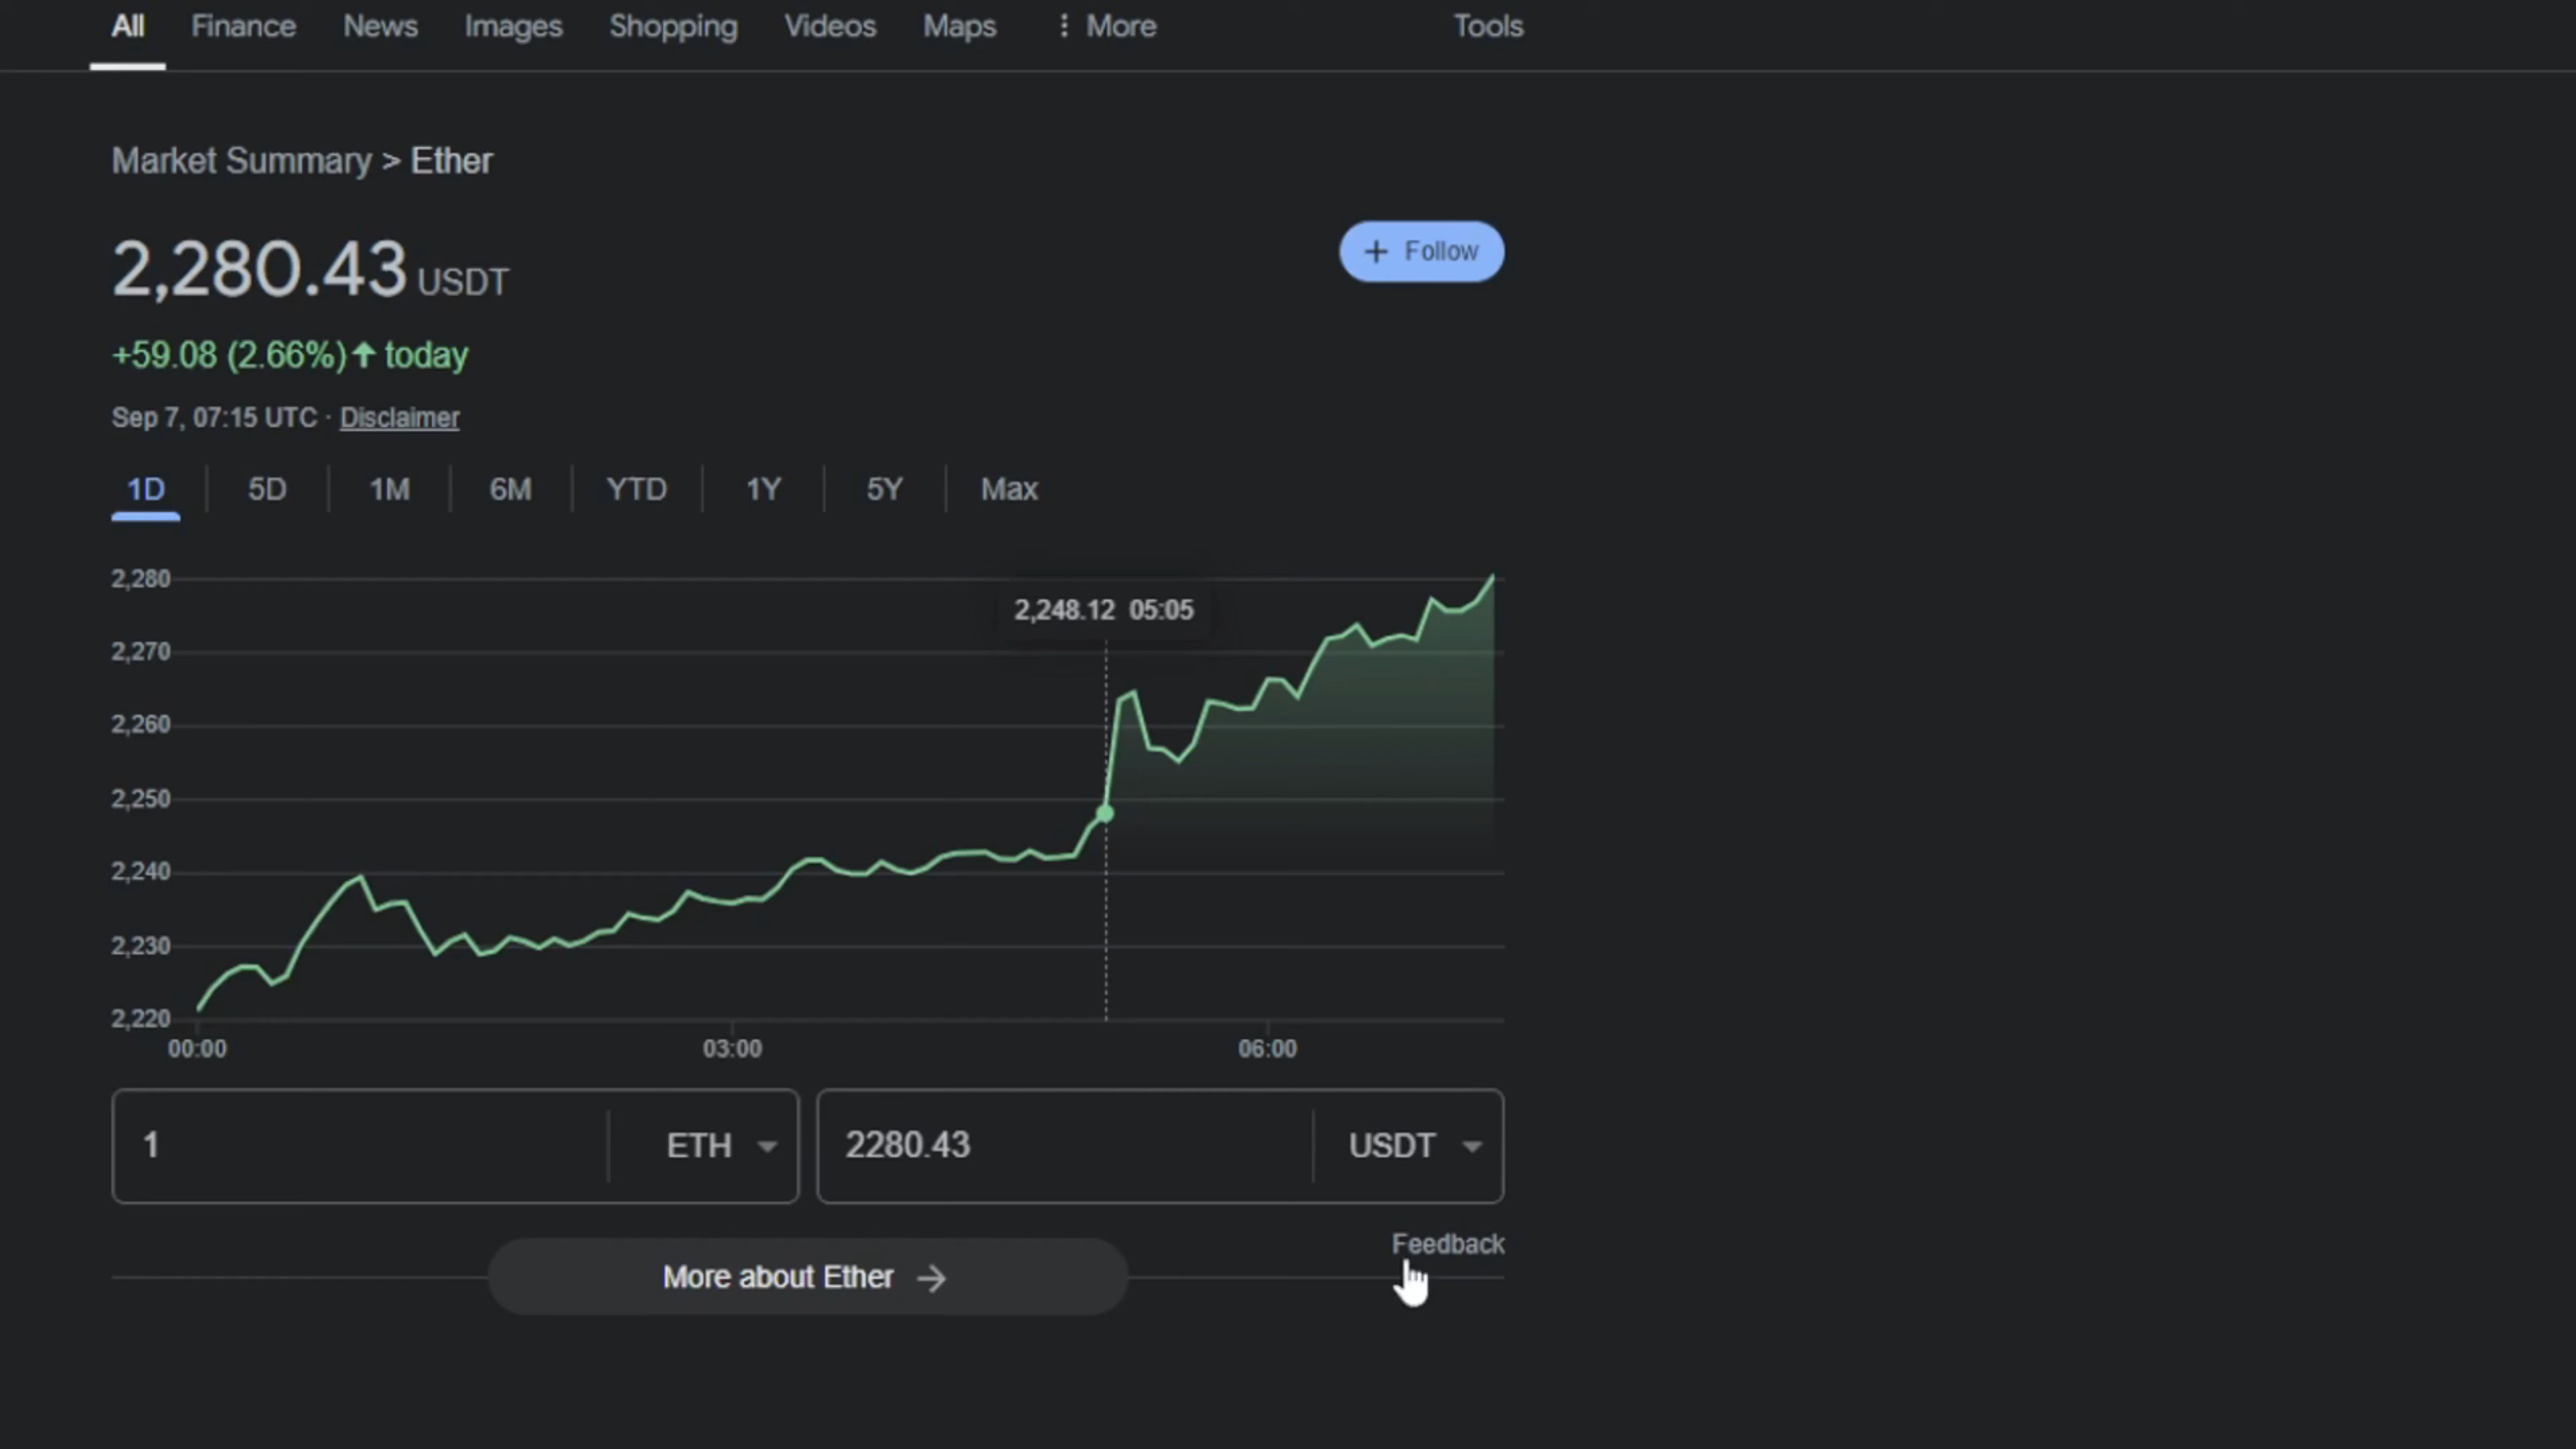 All Finance News Images Shopping Videos Maps More Tools
Market Summary > Ether
2,280.43 USDT
+ Follow
+59.08 (2.66%) ↑ today
Sep 7, 07:15 UTC · Disclaimer
1D 5D 1M 6M YTD 1Y 5Y Max
2,280
2,248.12 05:05
2,270
2,260
2,250
2,240
2,230
2,220
00:00 03:00 06:00
1 ETH 2280.43 USDT
Feedback
More about Ether →